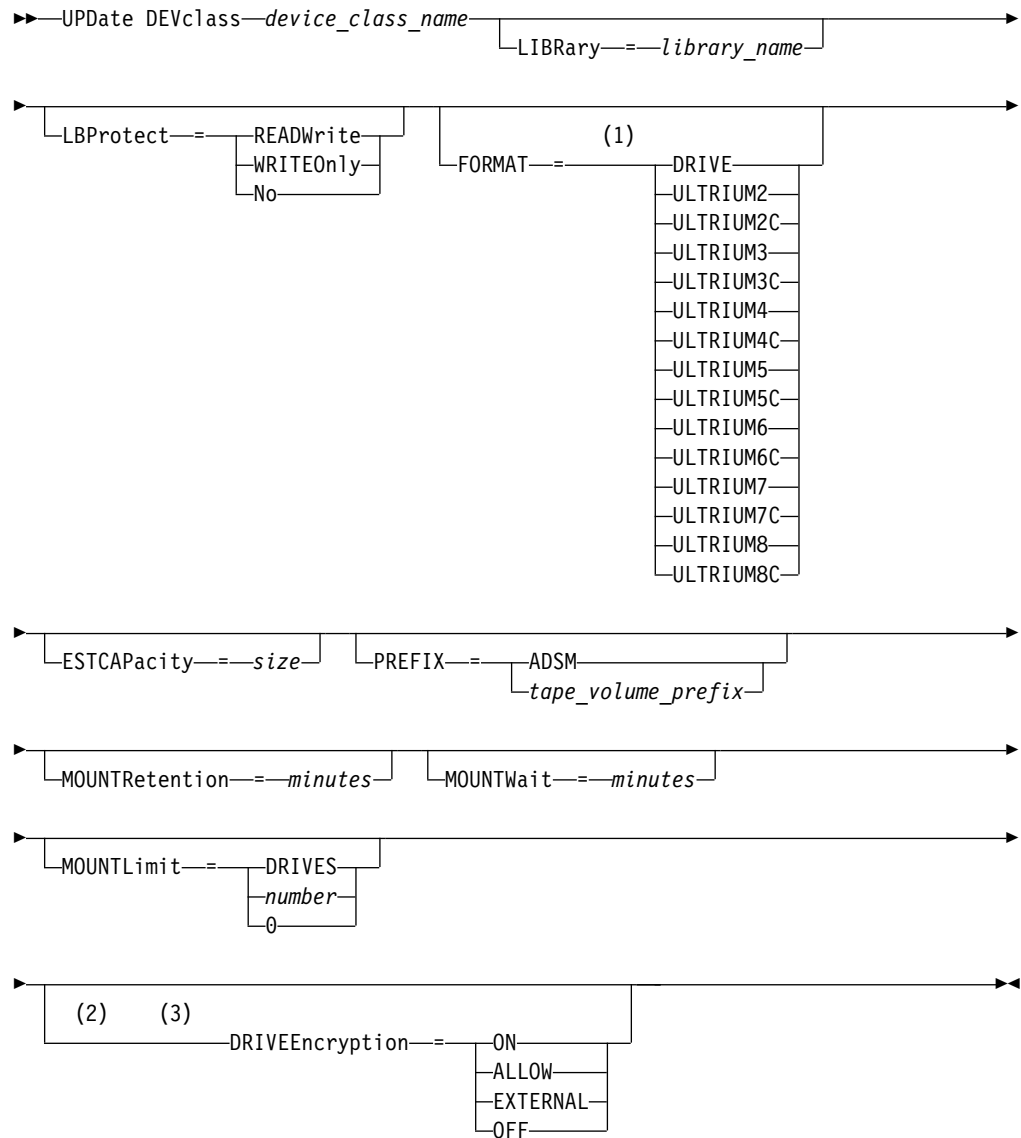 UPDate DEVclass device_class_name
LIBRary = library_name
LBProtect = READWrite
WRITEOnly
No
(1)
FORMAT = DRIVE
ULTRIUM2
ULTRIUM2C
ULTRIUM3
ULTRIUM3C
ULTRIUM4
ULTRIUM4C
ULTRIUM5
ULTRIUM5C
ULTRIUM6
ULTRIUM6C
ULTRIUM7
ULTRIUM7C
ULTRIUM8
ULTRIUM8C
ESTCAPacity = size
PREFIX = ADSM
tape_volume_prefix
MOUNTRetention = minutes
MOUNTWait = minutes
MOUNTLimit = DRIVES
number
0
(2) (3)
DRIVEEncryption = ON
ALLOW
EXTERNAL
OFF